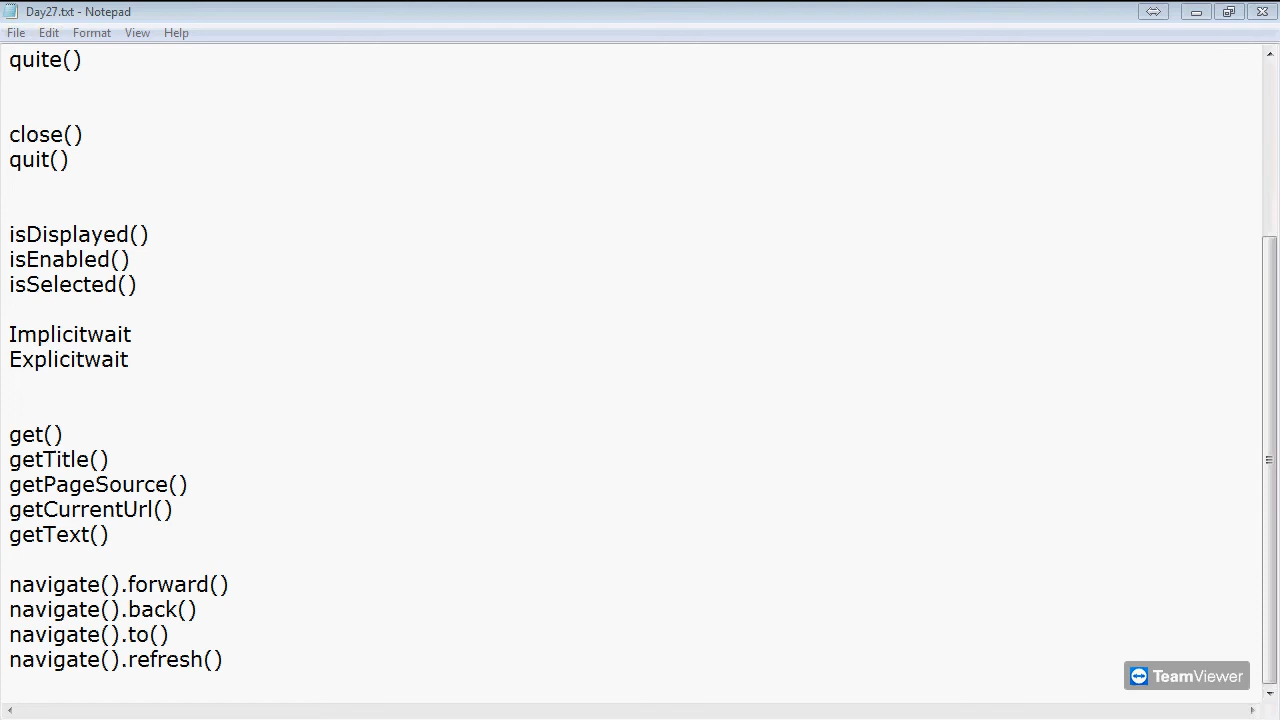 Day27.txt - Notepad
File Edit Format View Help
quite()
close()
quit()
isDisplayed()
isEnabled()
isSelected()
Implicitwait
Explicitwait
get()
getTitle()
getPageSource()
getCurrentUrl()
getText()
navigate().forward()
navigate().back()
navigate().to()
navigate().refresh()
TeamViewer